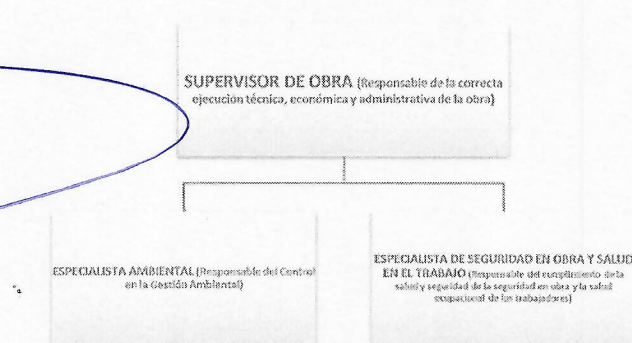 SUPERVISOR DE OBRA (Responsable de la correcta
ejecución técnica, económica y administrativa de la obra)
ESPECIALISTA AMBIENTAL (Responsable del Control
en la Gestión Ambiental)
ESPECIALISTA DE SEGURIDAD EN OBRA Y SALUD
EN EL TRABAJO (Responsable del cumplimiento de la
salud y seguridad de la seguridad en obra y la salud
ocupacional de los trabajadores)